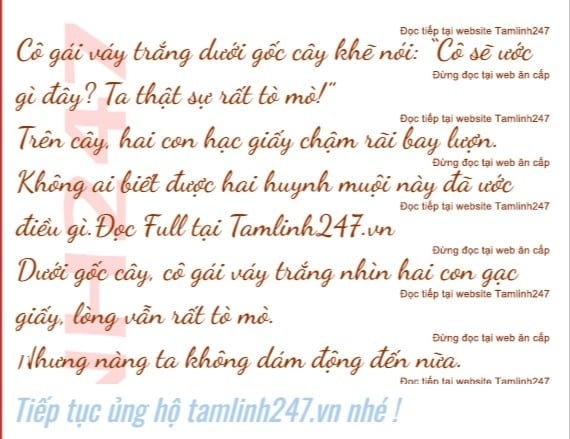 Đọc tiếp tại website Tamlinh247
Cô gái váy trắng dưới gốc cây khẽ nói: “Cô sẽ ước
Đừng đọc tại web ăn cắp
gì đây? Ta thật sự rất tò mò!”
Đọc tiếp tại website Tamlinh247
Trên cây, hai con hạc giấy chậm rãi bay lượn.
Đừng đọc tại web ăn cắp
Không ai biết được hai huynh muội này đã ước
Đọc tiếp tại website Tamlinh247
điều gì.Đọc Full tại Tamlinh247.vn
Đừng đọc tại web ăn cắp
Dưới gốc cây, cô gái váy trắng nhìn hai con gạc
Đọc tiếp tại website Tamlinh247
giấy, lòng vẫn rất tò mò.
Đừng đọc tại web ăn cắp
Nhưng nàng ta không dám động đến nữa.
Đọc tiếp tại website Tamlinh247
Tiếp tục ủng hộ tamlinh247.vn nhé !
NH247